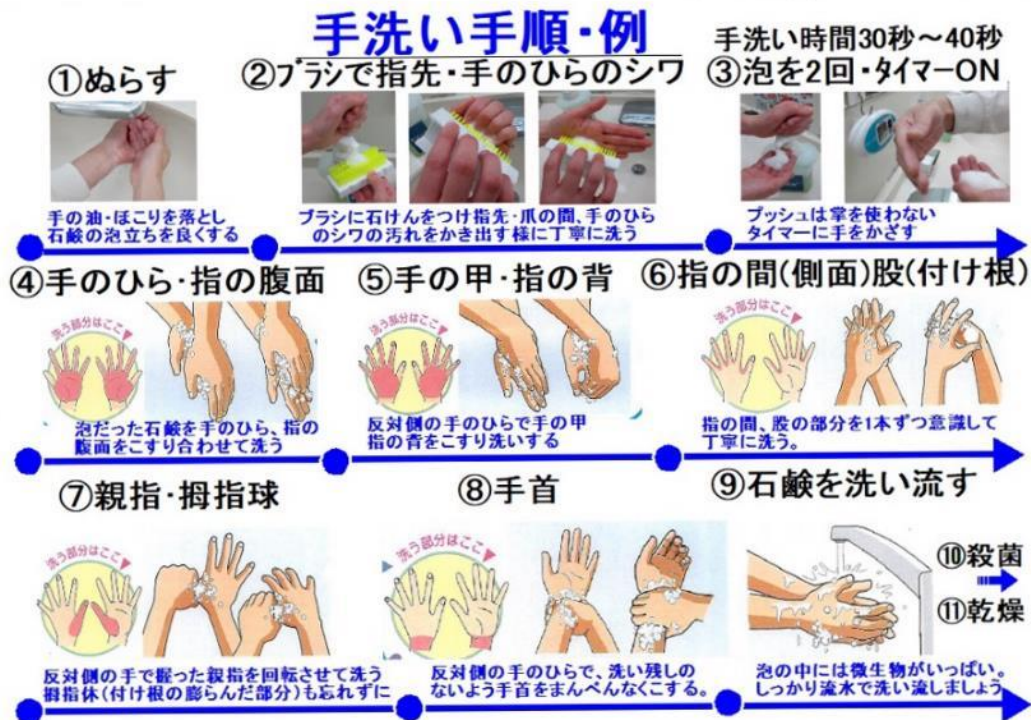 手洗い手順・例
手洗い時間30秒～40秒
①ぬらす
②ブラシで指先・手のひらのシワ
③泡を2回・タイマーON
手の油・ほこりを落とし
石鹸の泡立ちを良くする
ブラシに石けんをつけ指先・爪の間、手のひら
のシワの汚れをかき出す様に丁寧に洗う
プッシュは掌を使わない
タイマーに手をかざす
④手のひら・指の腹面
⑤手の甲・指の背
⑥指の間(側面)股(付け根)
洗う部分はここ
洗う部分はここ
洗う部分はここ
泡だった石鹸を手のひら、指の
腹面をこすり合わせて洗う
反対側の手のひらで手の甲
指の背をこすり洗いする
指の間、股の部分を1本ずつ意識して
丁寧に洗う。
⑦親指・拇指球
⑧手首
⑨石鹸を洗い流す
洗う部分はここ
洗う部分はここ
⑩殺菌
⑪乾燥
反対側の手で握った親指を回転させて洗う
拇指休(付け根の膨らんだ部分)も忘れずに
反対側の手のひらで、洗い残しの
ないよう手首をまんべんなくこする。
泡の中には微生物がいっぱい。
しっかり流水で洗い流しましょう